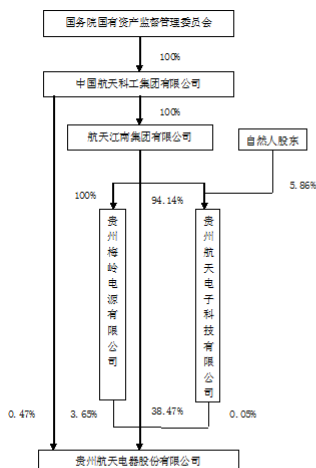 国务院国有资产监督管理委员会
100%
中国航天科工集团有限公司
100%
航天江南集团有限公司
自然人股东
5.86%
100%
94.14%
贵州梅岭电源有限公司
贵州航天电子科技有限公司
0.47%
3.65%
38.47%
0.05%
贵州航天电器股份有限公司